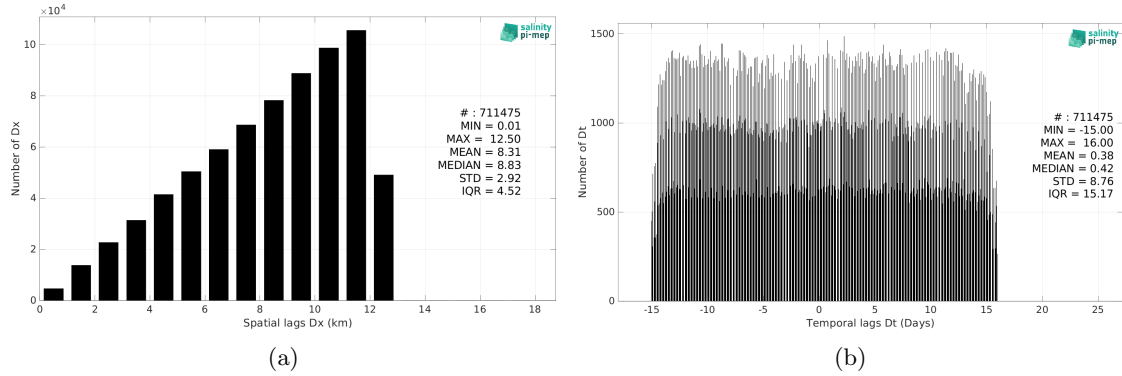 ×10^4
10
8
6
4
2
0
Number of Dx
0 2 4 6 8 10 12 14 16 18
Spatial lags Dx (km)
salinity
pi-mep
# : 711475
MIN = 0.01
MAX = 12.50
MEAN = 8.31
MEDIAN = 8.83
STD = 2.92
IQR = 4.52
(a)
1500
1000
500
0
Number of Dt
-15 -10 -5 0 5 10 15 20 25
Temporal lags Dt (Days)
salinity
pi-mep
# : 711475
MIN = -15.00
MAX = 16.00
MEAN = 0.38
MEDIAN = 0.42
STD = 8.76
IQR = 15.17
(b)